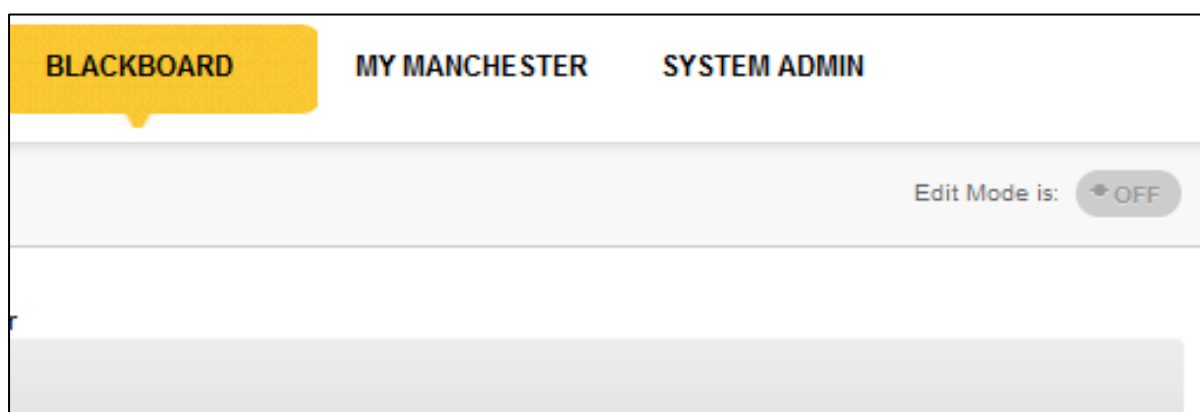 BLACKBOARD MY MANCHESTER SYSTEM ADMIN
Edit Mode is: OFF
r